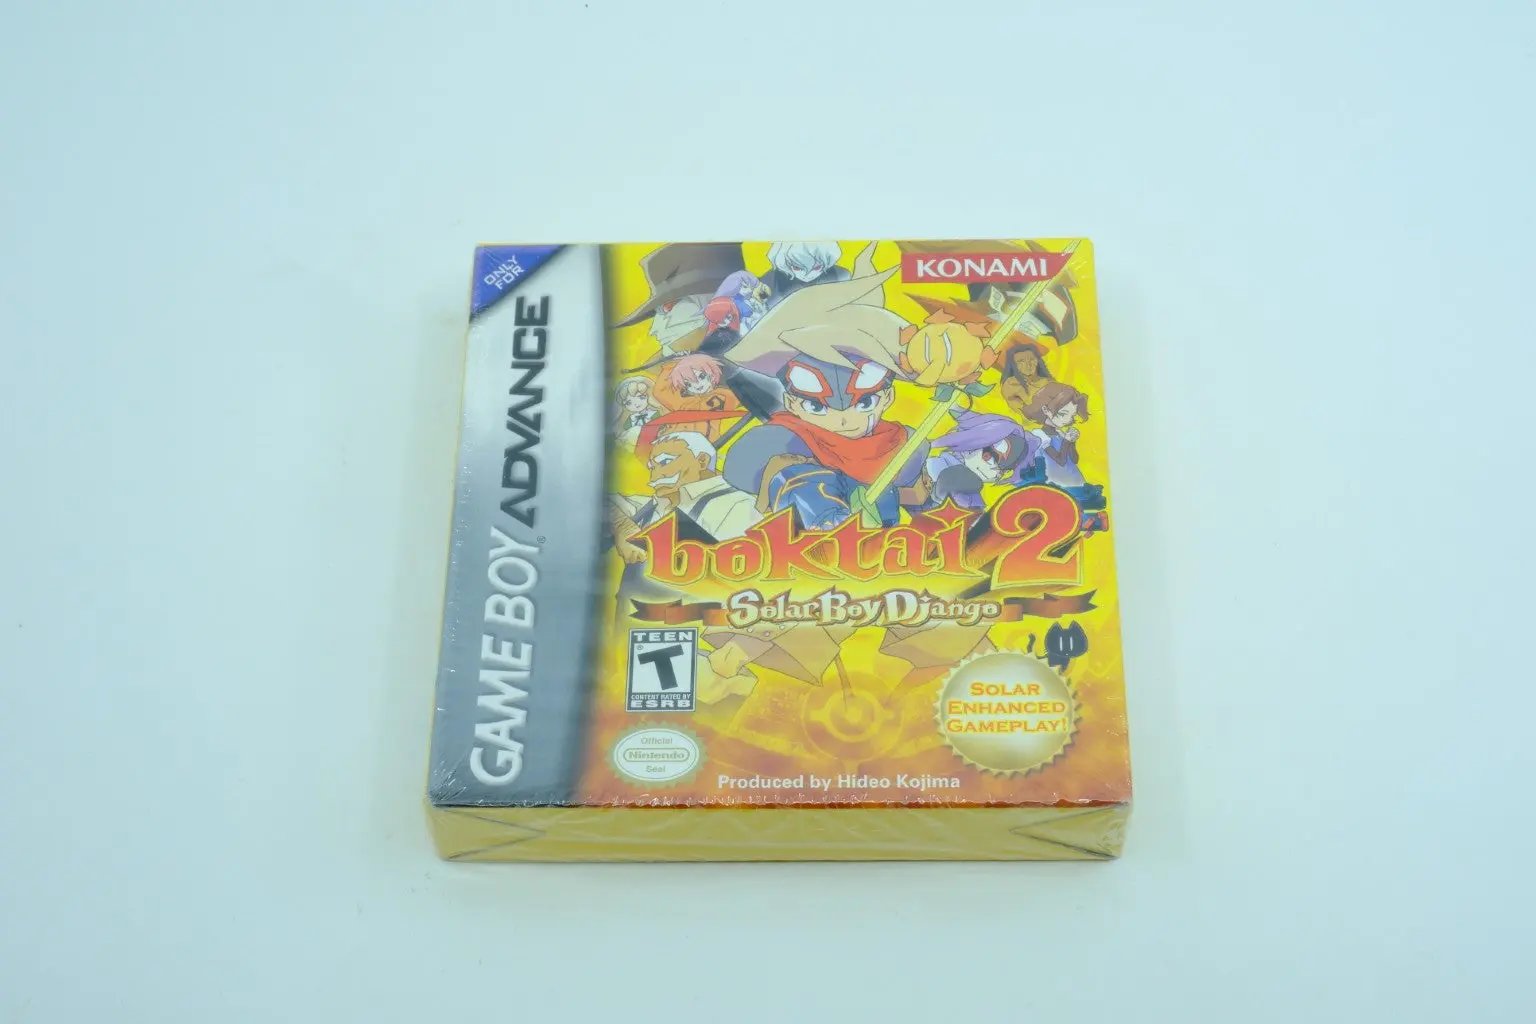 ONLY
FOR
GAME BOY ADVANCE
KONAMI
boktai 2
Solar Boy Django
TEEN
T
CONTENT RATED BY
ESRB
Official
Nintendo
Seal
SOLAR
ENHANCED
GAMEPLAY!
Produced by Hideo Kojima